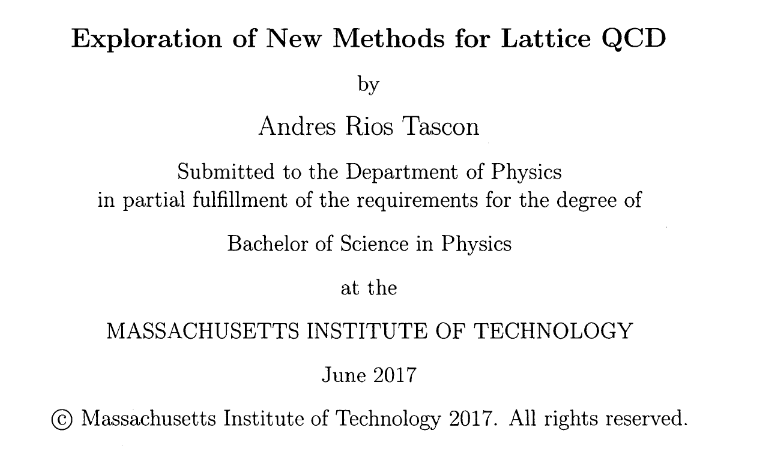 Exploration of New Methods for Lattice QCD
by
Andres Rios Tascon
Submitted to the Department of Physics
in partial fulfillment of the requirements for the degree of
Bachelor of Science in Physics
at the
MASSACHUSETTS INSTITUTE OF TECHNOLOGY
June 2017
© Massachusetts Institute of Technology 2017. All rights reserved.